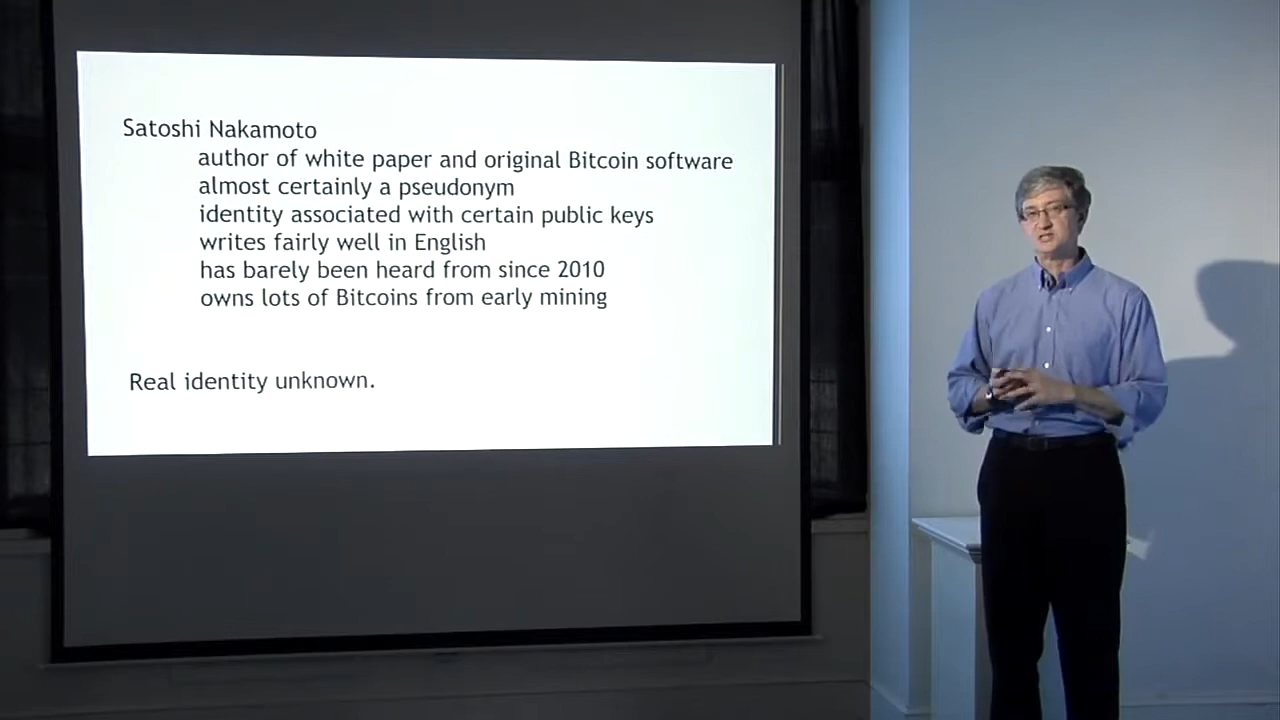 Satoshi Nakamoto
author of white paper and original Bitcoin software
almost certainly a pseudonym
identity associated with certain public keys
writes fairly well in English
has barely been heard from since 2010
owns lots of Bitcoins from early mining
Real identity unknown.